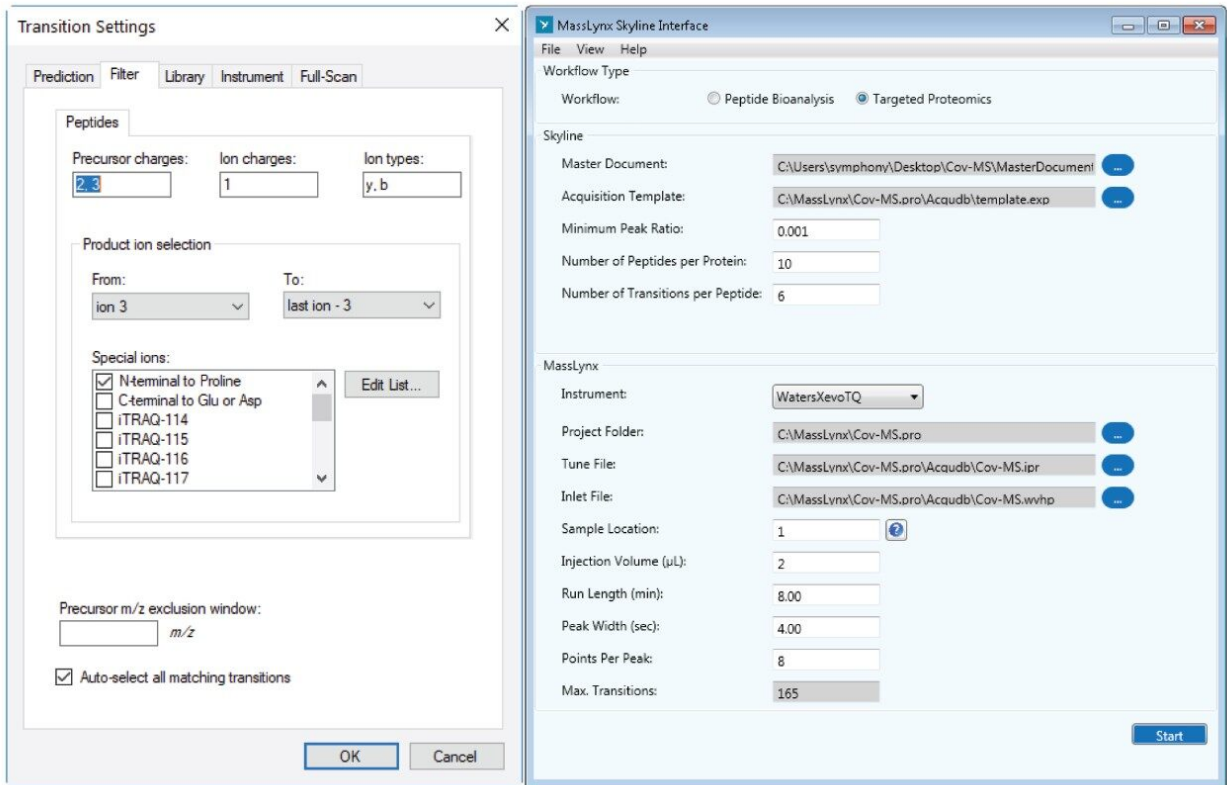 Transition Settings
Prediction Filter Library Instrument Full-Scan
Peptides
Precursor charges: Ion charges: Ion types:
2, 3 1 y, b
Product ion selection
From: To:
ion 3 last ion - 3
Special ions:
N-terminal to Proline
C-terminal to Glu or Asp
iTRAQ-114
iTRAQ-115
iTRAQ-116
iTRAQ-117
Edit List...
Precursor m/z exclusion window:
m/z
Auto-select all matching transitions
OK Cancel
MassLynx Skyline Interface
File View Help
Workflow Type
Workflow: Peptide Bioanalysis Targeted Proteomics
Skyline
Master Document: C:\Users\symphony\Desktop\Cov-MS\MasterDocument
Acquisition Template: C:\MassLynx\Cov-MS.pro\Acqudb\template.exp
Minimum Peak Ratio: 0.001
Number of Peptides per Protein: 10
Number of Transitions per Peptide: 6
MassLynx
Instrument: WatersXevoTQ
Project Folder: C:\MassLynx\Cov-MS.pro
Tune File: C:\MassLynx\Cov-MS.pro\Acqudb\Cov-MS.ipr
Inlet File: C:\MassLynx\Cov-MS.pro\Acqudb\Cov-MS.wvhp
Sample Location: 1
Injection Volume (µL): 2
Run Length (min): 8.00
Peak Width (sec): 4.00
Points Per Peak: 8
Max. Transitions: 165
Start